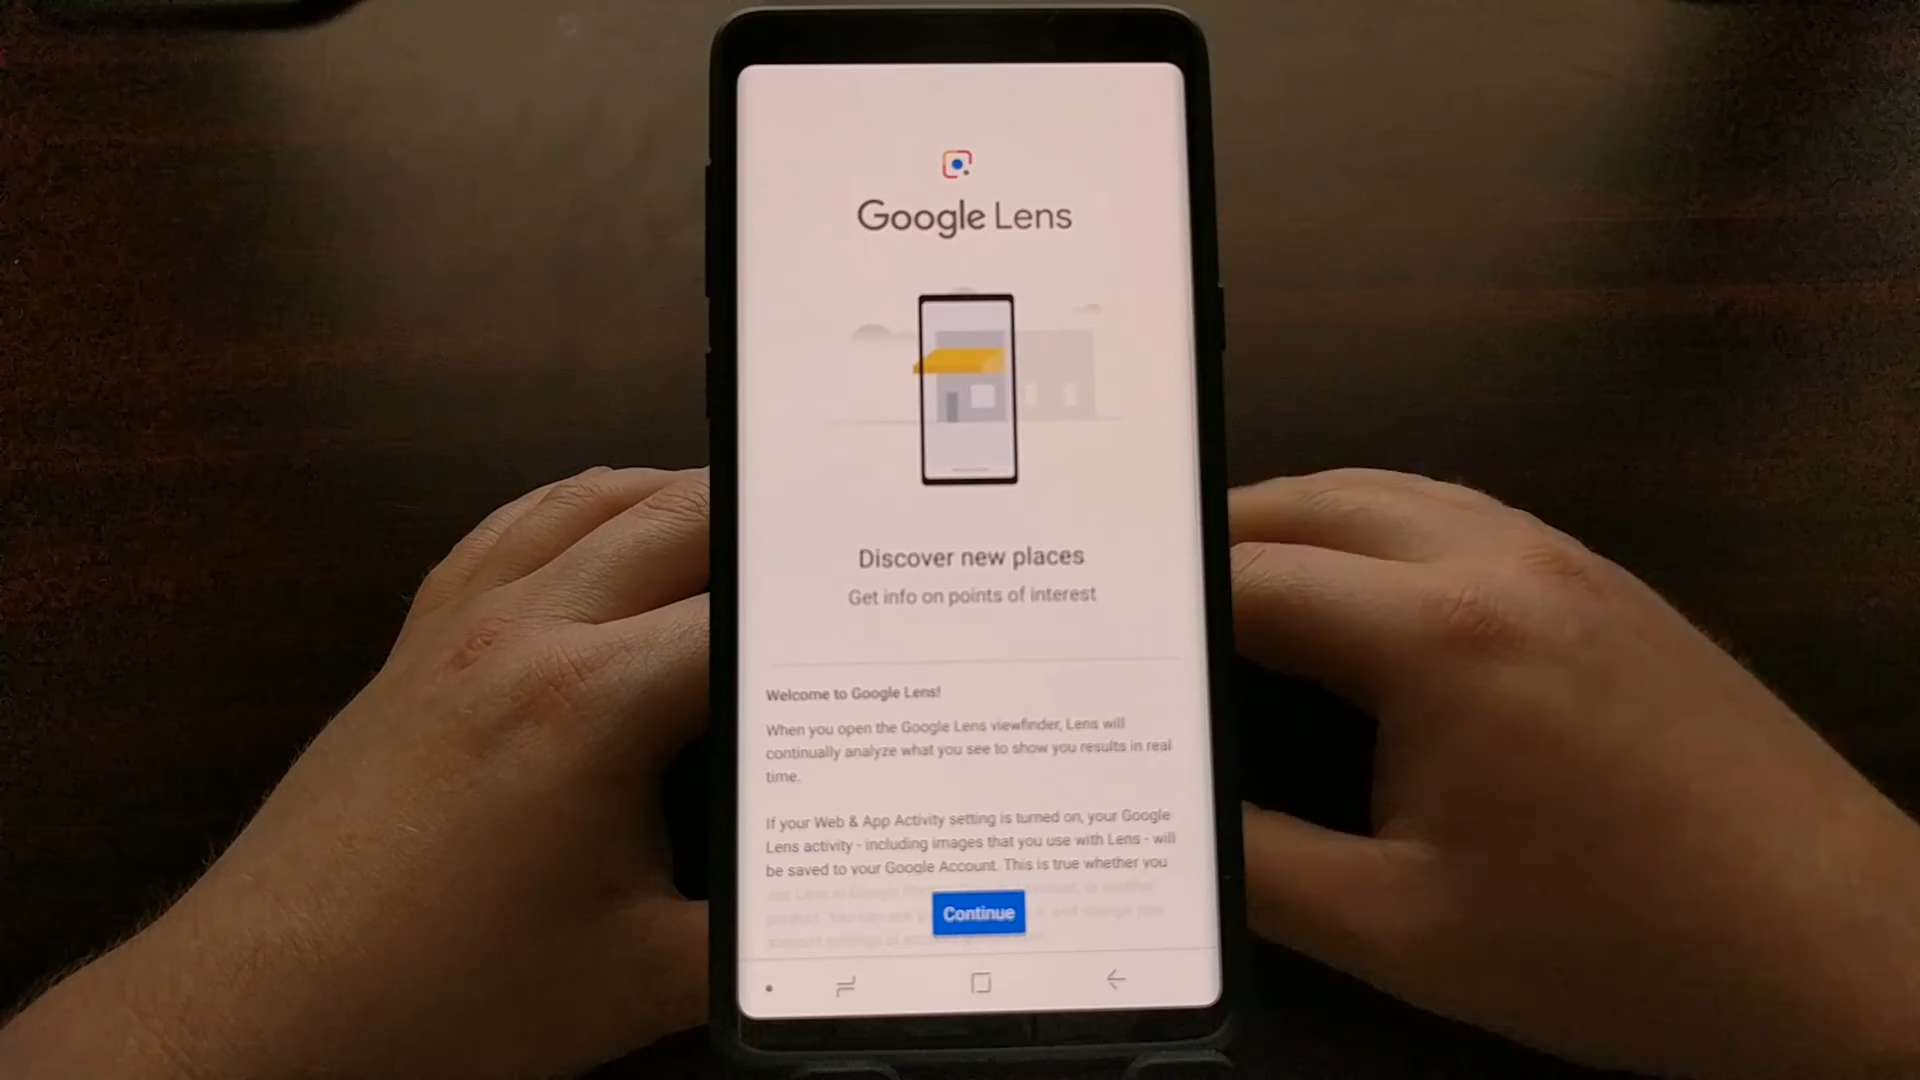 Google Lens
Discover new places
Get info on points of interest
Welcome to Google Lens!
When you open the Google Lens viewfinder, Lens will
continually analyze what you see to show you results in real
time.
If your Web & App Activity setting is turned on, your Google
Lens activity - including images that you use with Lens - will
be saved to your Google Account. This is true whether you
Continue